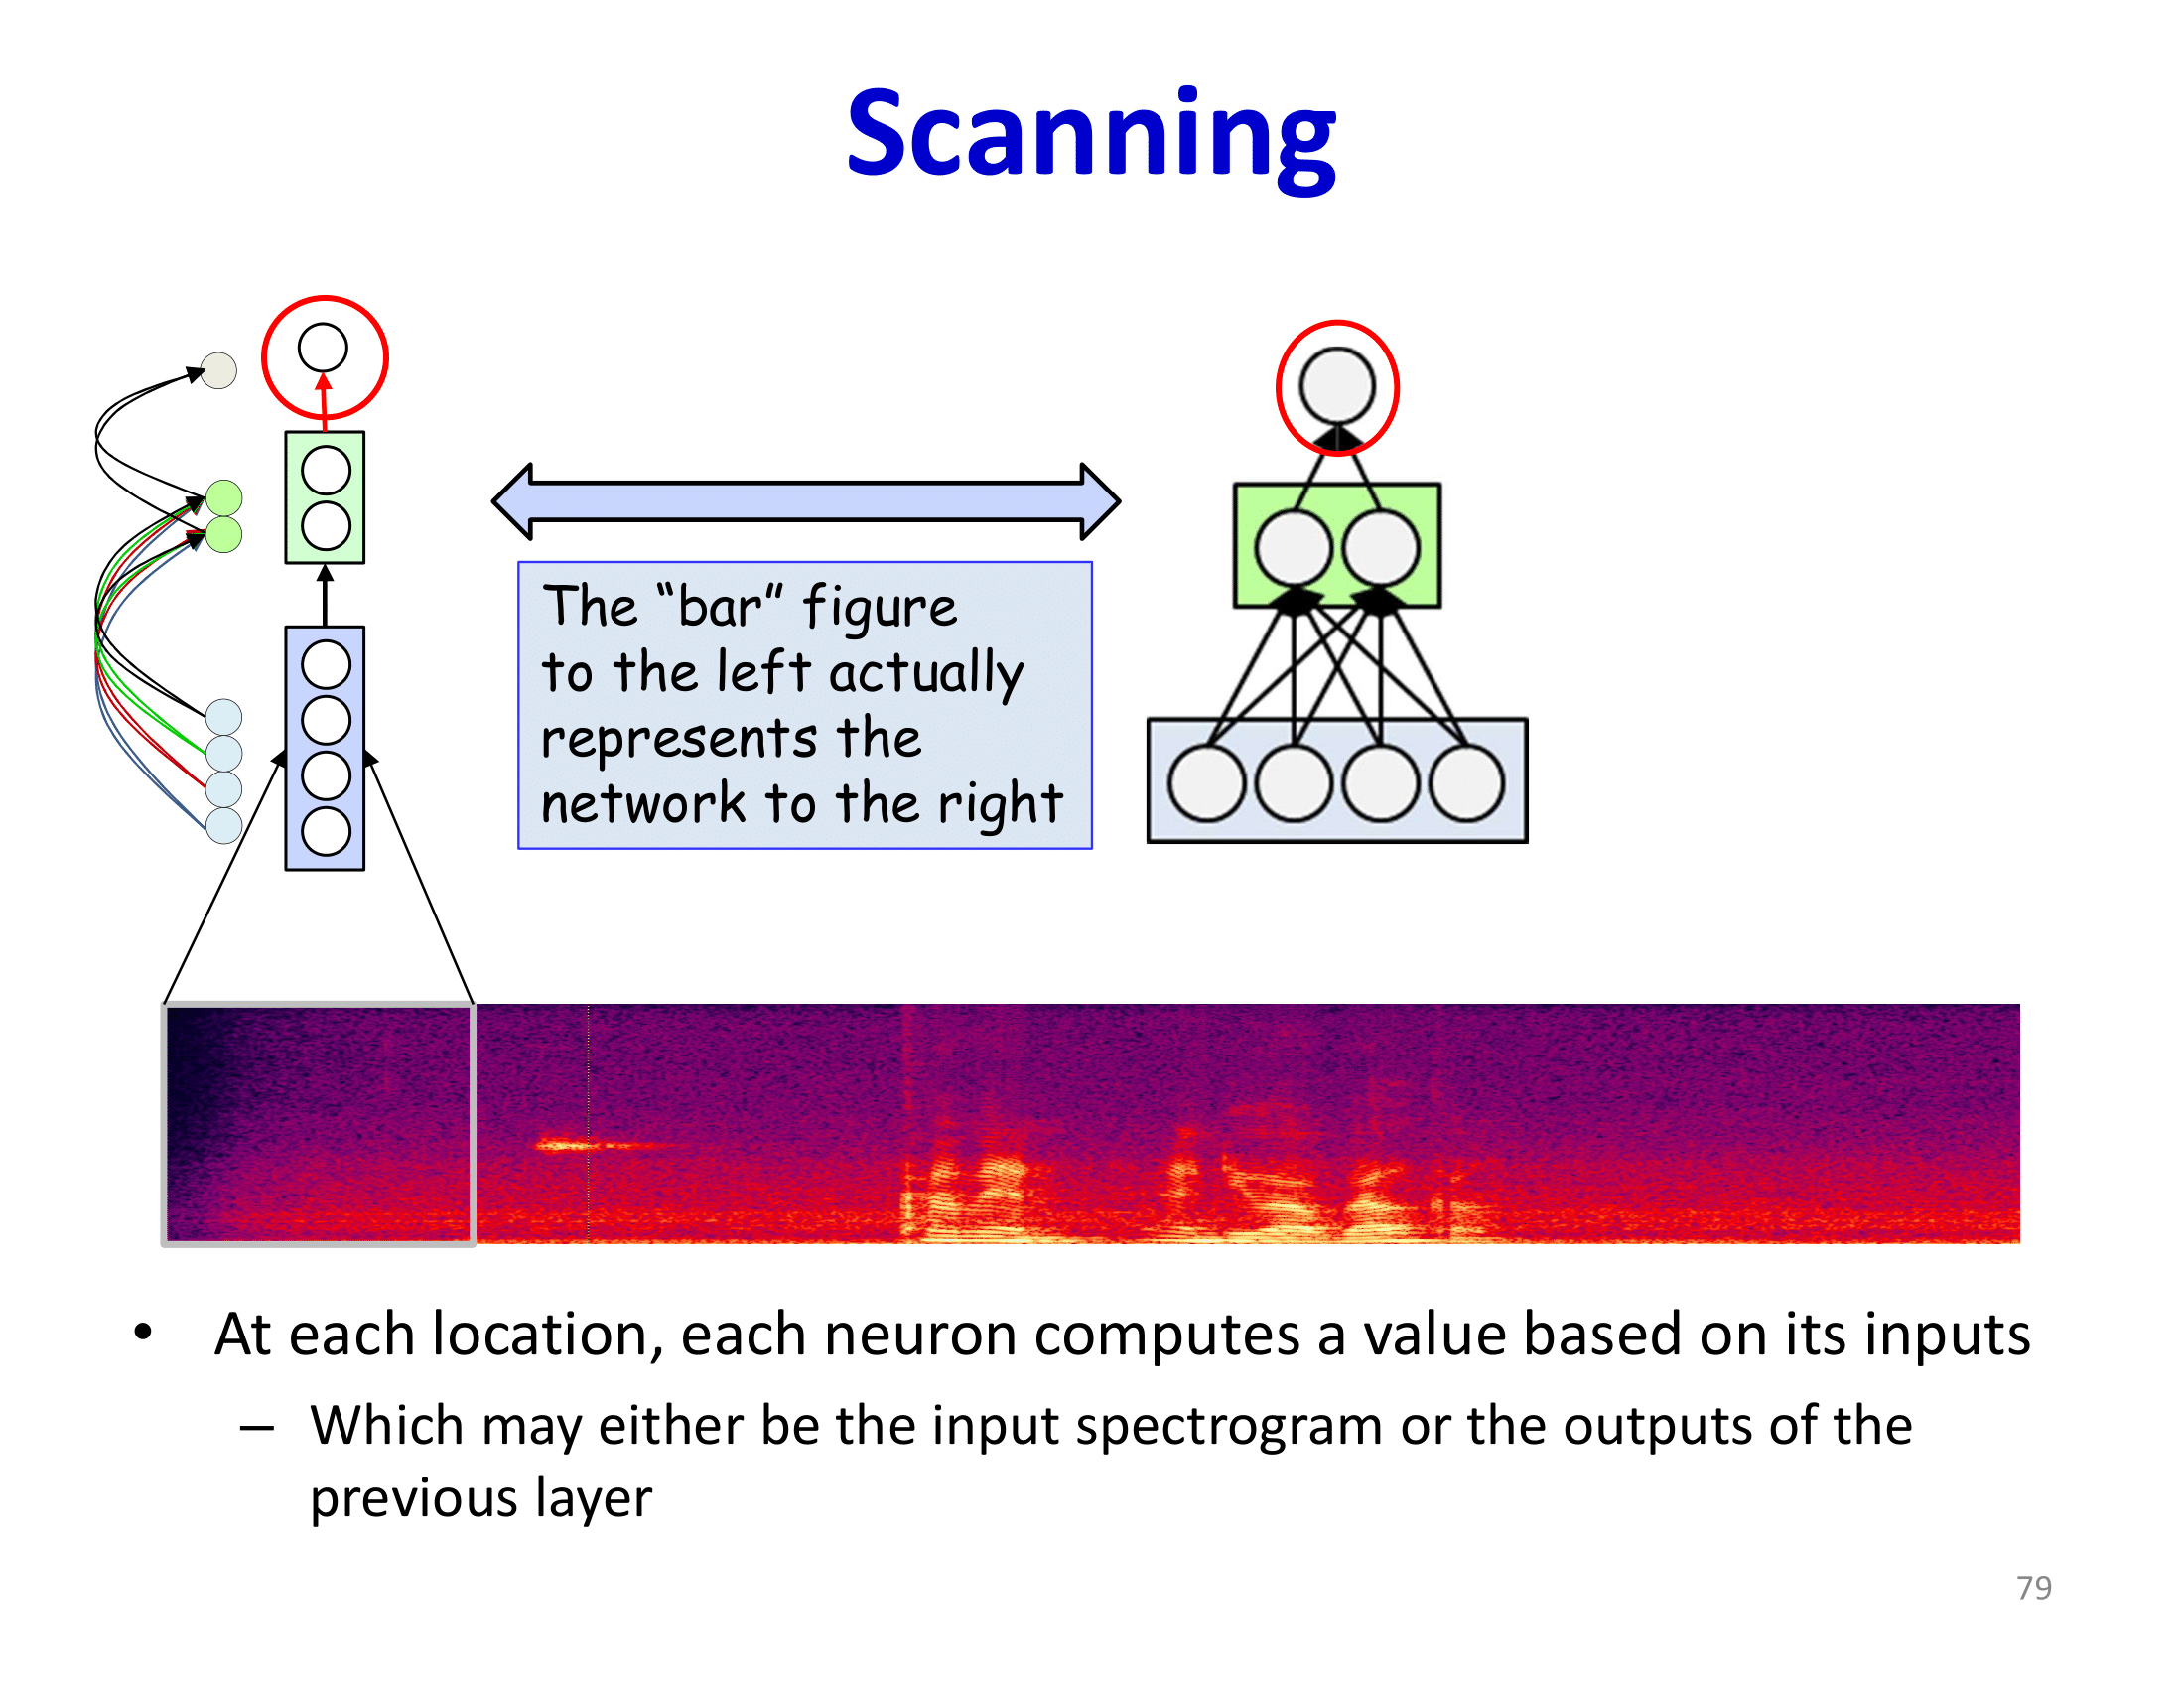 Scanning
The “bar” figure
to the left actually
represents the
network to the right
• At each location, each neuron computes a value based on its inputs
– Which may either be the input spectrogram or the outputs of the
previous layer
79